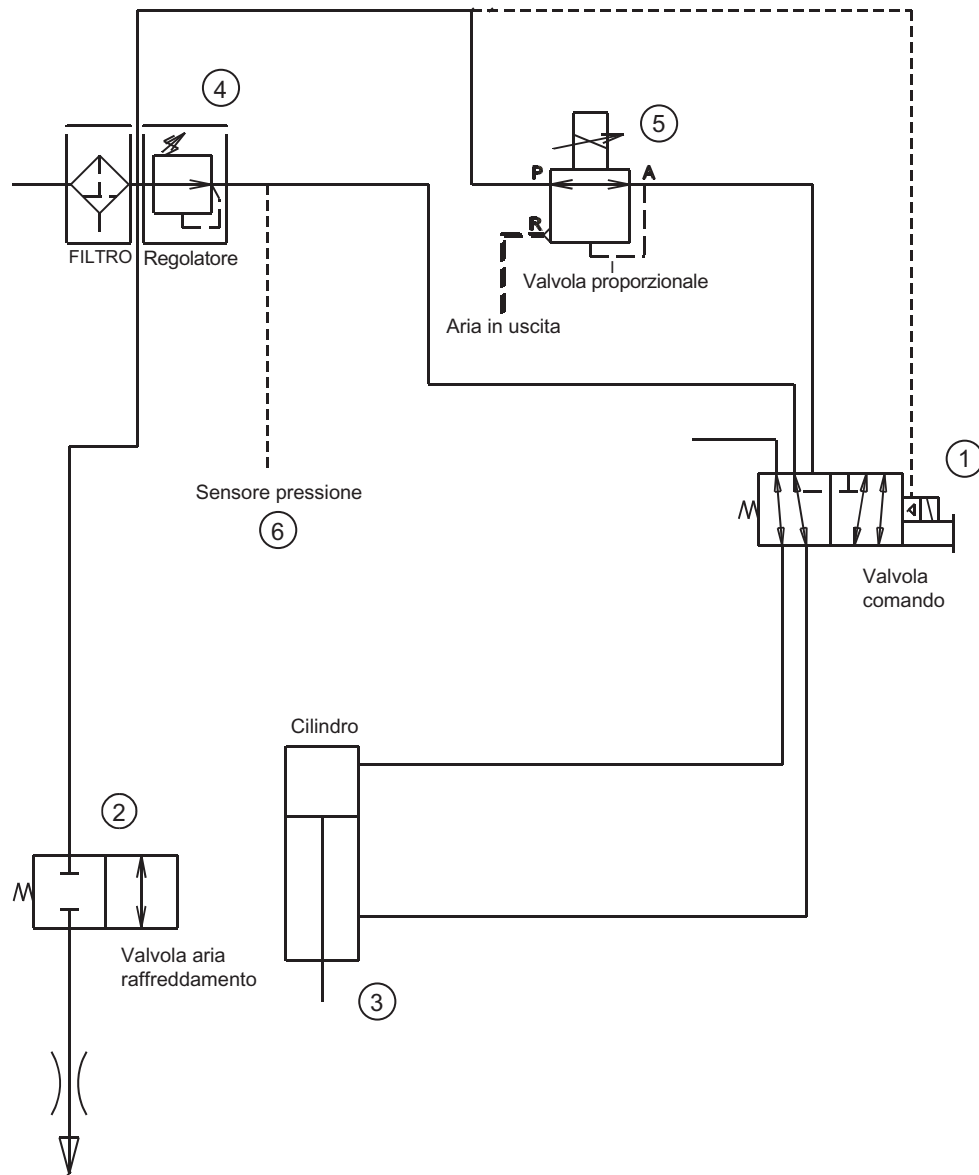 4
5
P
A
R
FILTRO
Regolatore
Valvola proporzionale
Aria in uscita
1
Sensore pressione
6
Valvola
comando
Cilindro
2
Valvola aria
raffreddamento
3